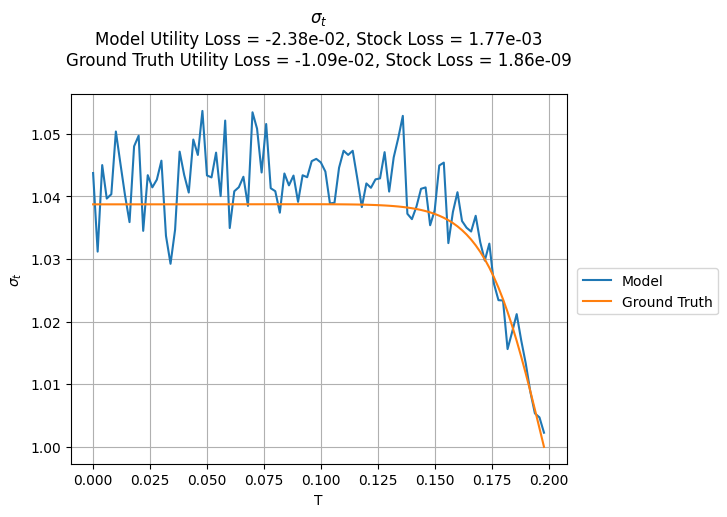 σt
Model Utility Loss = -2.38e-02, Stock Loss = 1.77e-03
Ground Truth Utility Loss = -1.09e-02, Stock Loss = 1.86e-09
1.05
1.04
1.03
1.02
1.01
1.00
σt
0.000 0.025 0.050 0.075 0.100 0.125 0.150 0.175 0.200
T
Model
Ground Truth